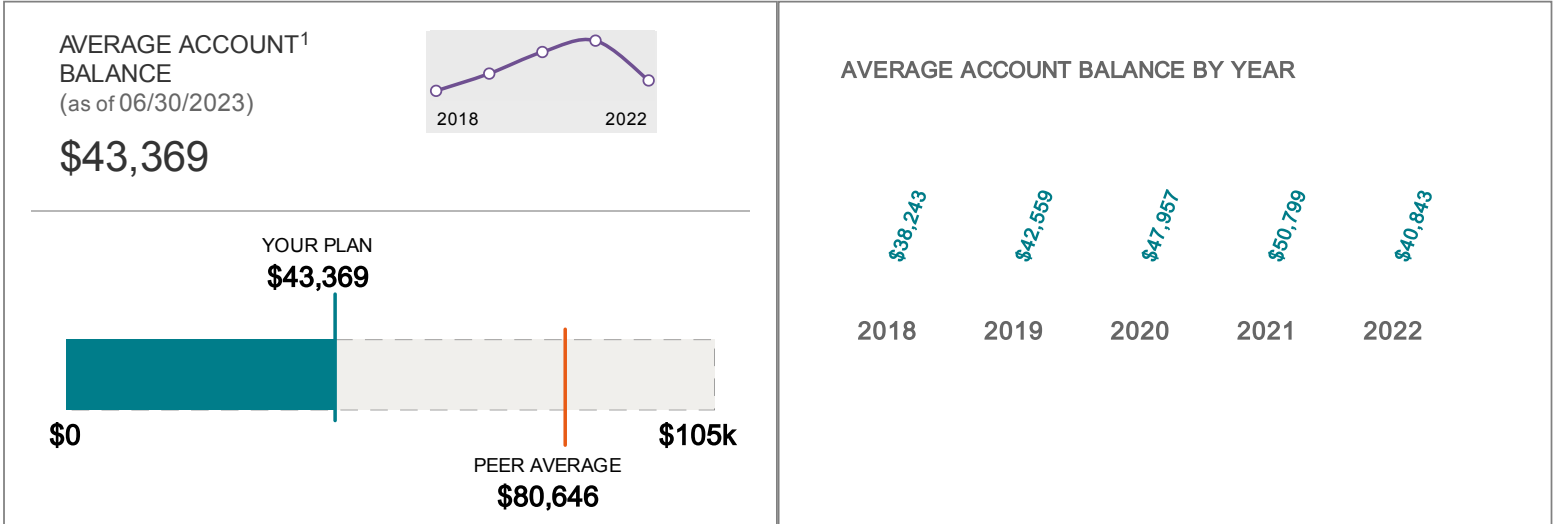 AVERAGE ACCOUNT¹
BALANCE
(as of 06/30/2023)
$43,369
2018 2022
YOUR PLAN
$43,369
$0 $105k
PEER AVERAGE
$80,646
AVERAGE ACCOUNT BALANCE BY YEAR
$38,243 $42,559 $47,957 $50,799 $40,843
2018 2019 2020 2021 2022